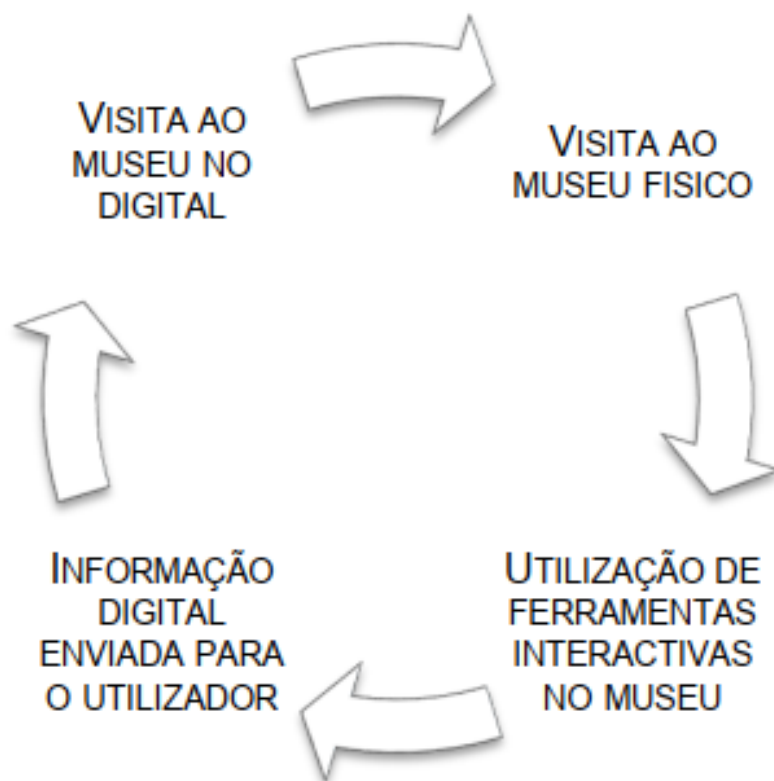 VISITA AO
MUSEU NO
DIGITAL
VISITA AO
MUSEU FISICO
UTILIZAÇÃO DE
FERRAMENTAS
INTERACTIVAS
NO MUSEU
INFORMAÇÃO
DIGITAL
ENVIADA PARA
O UTILIZADOR